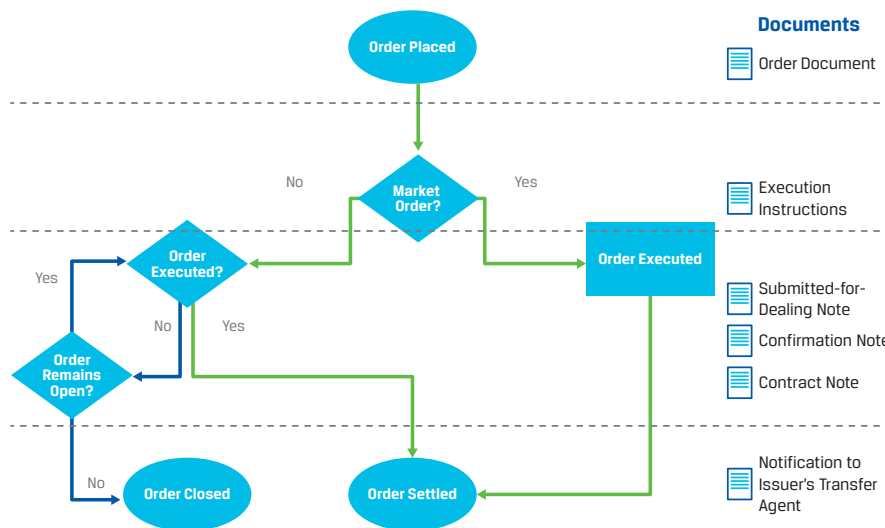 Documents
Order Placed
Order Document
No
Yes
Market
Order?
Execution
Instructions
Order
Executed?
Order Executed
Yes
Submitted-for-
Dealing Note
No
Yes
Confirmation Note
Order
Remains
Open?
Contract Note
No
Order Closed
Order Settled
Notification to
Issuer's Transfer
Agent